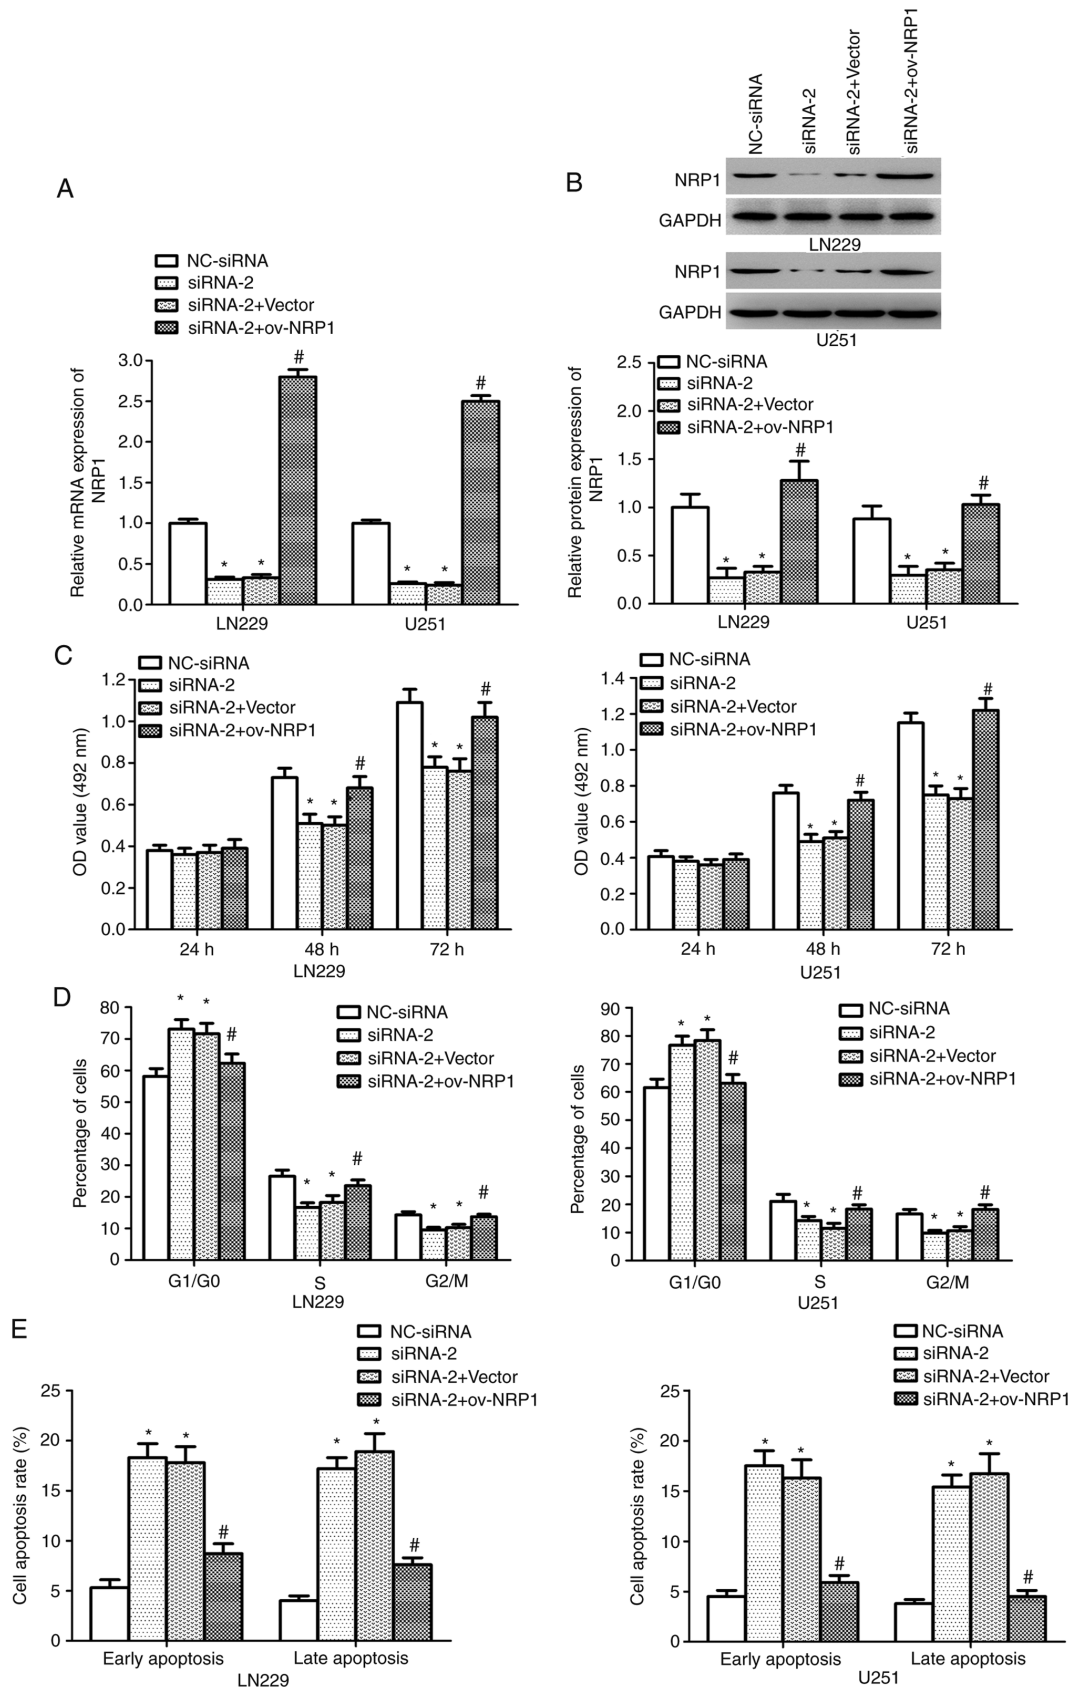 A
NC-siRNA
siRNA-2
siRNA-2+Vector
siRNA-2+ov-NRP1
Relative mRNA expression of
NRP1
3.0
2.5
2.0
1.5
1.0
0.5
0.0
#
#
* *
* *
LN229
U251
B
NC-siRNA
siRNA-2
siRNA-2+Vector
siRNA-2+ov-NRP1
NRP1
GAPDH
LN229
NRP1
GAPDH
U251
NC-siRNA
siRNA-2
siRNA-2+Vector
siRNA-2+ov-NRP1
Relative protein expression of
NRP1
2.5
2.0
1.5
1.0
0.5
0.0
#
#
* *
* *
LN229
U251
C
NC-siRNA
siRNA-2
siRNA-2+Vector
siRNA-2+ov-NRP1
OD value (492 nm)
1.2
1.0
0.8
0.6
0.4
0.2
0.0
* * #
* * #
24 h
48 h
72 h
LN229
NC-siRNA
siRNA-2
siRNA-2+Vector
siRNA-2+ov-NRP1
OD value (492 nm)
1.4
1.2
1.0
0.8
0.6
0.4
0.2
0.0
* * #
* * #
24 h
48 h
72 h
U251
D
NC-siRNA
siRNA-2
siRNA-2+Vector
siRNA-2+ov-NRP1
Percentage of cells
80
70
60
50
40
30
20
10
0
* * #
* * #
* * #
G1/G0
S
G2/M
LN229
NC-siRNA
siRNA-2
siRNA-2+Vector
siRNA-2+ov-NRP1
Percentage of cells
90
80
70
60
50
40
30
20
10
0
* * #
* * #
* * #
G1/G0
S
G2/M
U251
E
NC-siRNA
siRNA-2
siRNA-2+Vector
siRNA-2+ov-NRP1
Cell apoptosis rate (%)
25
20
15
10
5
0
* * #
* * #
Early apoptosis
Late apoptosis
LN229
NC-siRNA
siRNA-2
siRNA-2+Vector
siRNA-2+ov-NRP1
Cell apoptosis rate (%)
25
20
15
10
5
0
* * #
* * #
Early apoptosis
Late apoptosis
U251